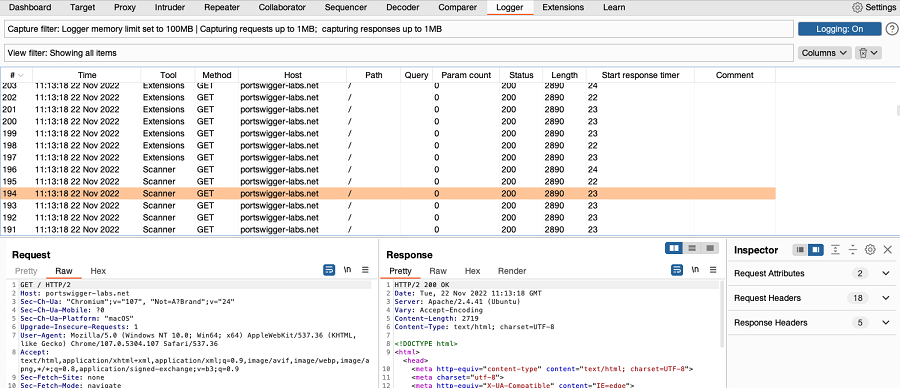 Dashboard Target Proxy Intruder Repeater Collaborator Sequencer Decoder Comparer Logger Extensions Learn Settings
Capture filter: Logger memory limit set to 100MB | Capturing requests up to 1MB; capturing responses up to 1MB Logging: On
View filter: Showing all items Columns
# Time Tool Method Host Path Query Param count Status Length Start response timer Comment
203 11:13:18 22 Nov 2022 Extensions GET portswigger-labs.net / 0 200 2890 24
202 11:13:18 22 Nov 2022 Extensions GET portswigger-labs.net / 0 200 2890 22
201 11:13:18 22 Nov 2022 Extensions GET portswigger-labs.net / 0 200 2890 23
200 11:13:18 22 Nov 2022 Extensions GET portswigger-labs.net / 0 200 2890 23
199 11:13:18 22 Nov 2022 Extensions GET portswigger-labs.net / 0 200 2890 23
198 11:13:18 22 Nov 2022 Extensions GET portswigger-labs.net / 0 200 2890 22
197 11:13:18 22 Nov 2022 Extensions GET portswigger-labs.net / 0 200 2890 23
196 11:13:18 22 Nov 2022 Scanner GET portswigger-labs.net / 0 200 2890 24
195 11:13:18 22 Nov 2022 Scanner GET portswigger-labs.net / 0 200 2890 22
194 11:13:18 22 Nov 2022 Scanner GET portswigger-labs.net / 0 200 2890 23
193 11:13:18 22 Nov 2022 Scanner GET portswigger-labs.net / 0 200 2890 23
192 11:13:18 22 Nov 2022 Scanner GET portswigger-labs.net / 0 200 2890 23
191 11:13:18 22 Nov 2022 Scanner GET portswigger-labs.net / 0 200 2890 23
Request
Pretty Raw Hex \n
1 GET / HTTP/2
2 Host: portswigger-labs.net
3 Sec-Ch-Ua: "Chromium";v="107", "Not=A?Brand";v="24"
4 Sec-Ch-Ua-Mobile: ?0
5 Sec-Ch-Ua-Platform: "macOS"
6 Upgrade-Insecure-Requests: 1
7 User-Agent: Mozilla/5.0 (Windows NT 10.0; Win64; x64) AppleWebKit/537.36 (KHTML,
like Gecko) Chrome/107.0.5304.107 Safari/537.36
8 Accept:
text/html,application/xhtml+xml,application/xml;q=0.9,image/avif,image/webp,image/a
png,*/*;q=0.8,application/signed-exchange;v=b3;q=0.9
9 Sec-Fetch-Site: none
10 Sec-Fetch-Mode: navigate
Response
Pretty Raw Hex Render \n
1 HTTP/2 200 OK
2 Date: Tue, 22 Nov 2022 11:13:18 GMT
3 Server: Apache/2.4.41 (Ubuntu)
4 Vary: Accept-Encoding
5 Content-Length: 2719
6 Content-Type: text/html; charset=UTF-8
7
8 <!DOCTYPE html>
9 <html>
10 <head>
11 <meta http-equiv="content-type" content="text/html; charset=UTF-8">
11 <meta charset="utf-8">
12 <meta http-equiv="X-UA-Compatible" content="IE=edge">
Inspector
Request Attributes 2
Request Headers 18
Response Headers 5